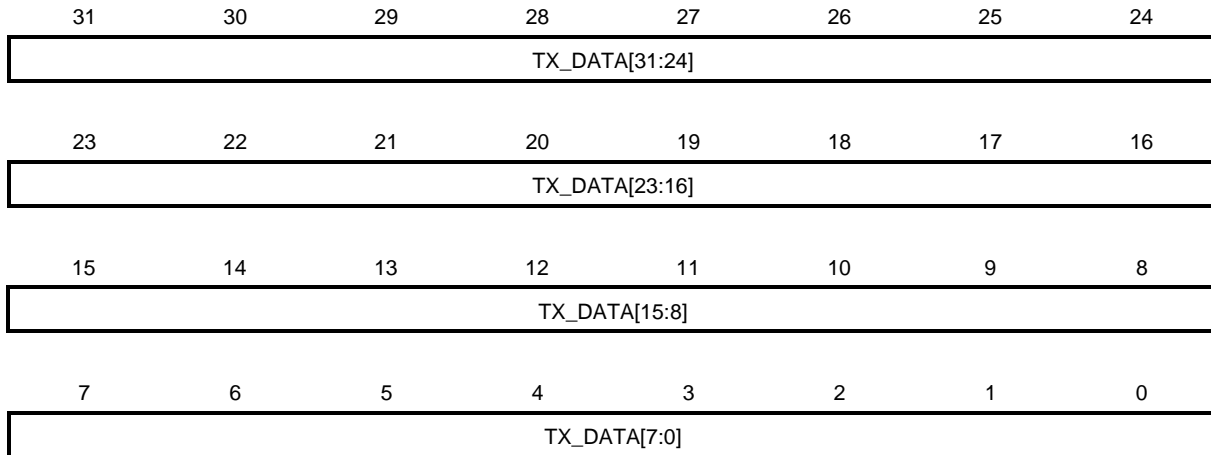 31 30 29 28 27 26 25 24
TX_DATA[31:24]
23 22 21 20 19 18 17 16
TX_DATA[23:16]
15 14 13 12 11 10 9 8
TX_DATA[15:8]
7 6 5 4 3 2 1 0
TX_DATA[7:0]